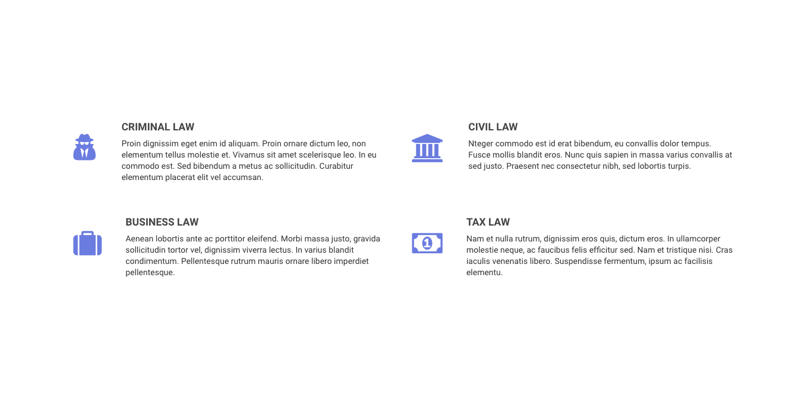 CRIMINAL LAW
Proin dignissim eget enim id aliquam. Proin ornare dictum leo, non
elementum tellus molestie et. Vivamus sit amet scelerisque leo. In eu
commodo est. Sed bibendum a metus ac sollicitudin. Curabitur
elementum placerat elit vel accumsan.
CIVIL LAW
Nteger commodo est id erat bibendum, eu convallis dolor tempus.
Fusce mollis blandit eros. Nunc quis sapien in massa varius convallis at
sed justo. Praesent nec consectetur nibh, sed lobortis turpis.
BUSINESS LAW
Aenean lobortis ante ac porttitor eleifend. Morbi massa justo, gravida
sollicitudin tortor vel, dignissim viverra lectus. In varius blandit
condimentum. Pellentesque rutrum mauris ornare libero imperdiet
pellentesque.
1
TAX LAW
Nam et nulla rutrum, dignissim eros quis, dictum eros. In ullamcorper
molestie neque, ac faucibus felis efficitur sed. Nam et tristique nisi. Cras
iaculis venenatis libero. Suspendisse fermentum, ipsum ac facilisis
elementu.